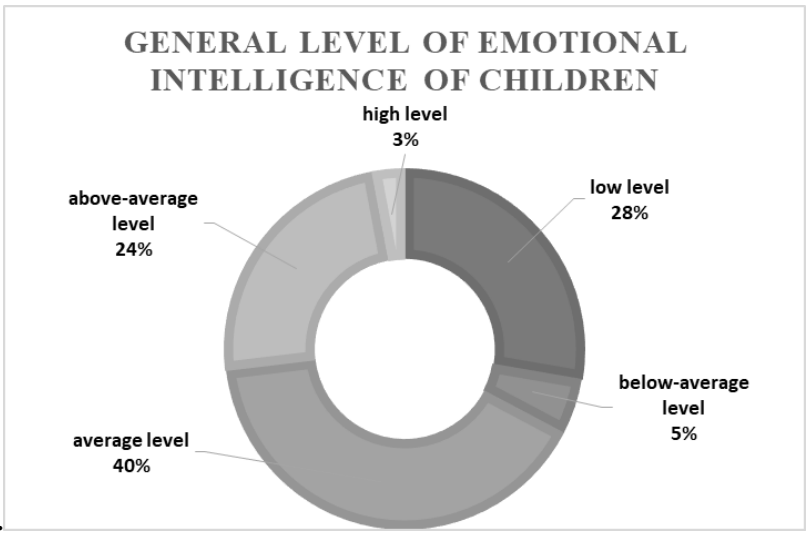 GENERAL LEVEL OF EMOTIONAL
INTELLIGENCE OF CHILDREN
high level
3%
low level
28%
above-average
level
24%
below-average
level
5%
average level
40%